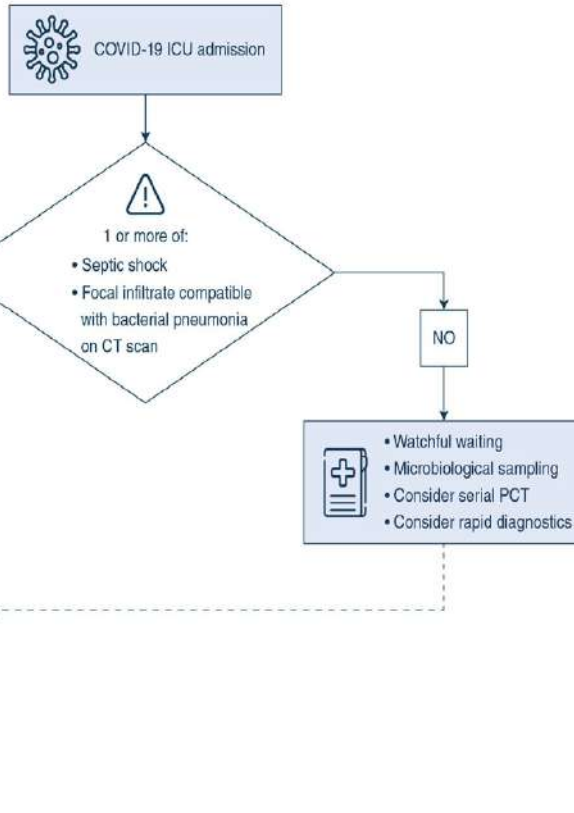 COVID-19 ICU admission
1 or more of:
• Septic shock
• Focal infiltrate compatible
with bacterial pneumonia
on CT scan
NO
• Watchful waiting
• Microbiological sampling
• Consider serial PCT
• Consider rapid diagnostics